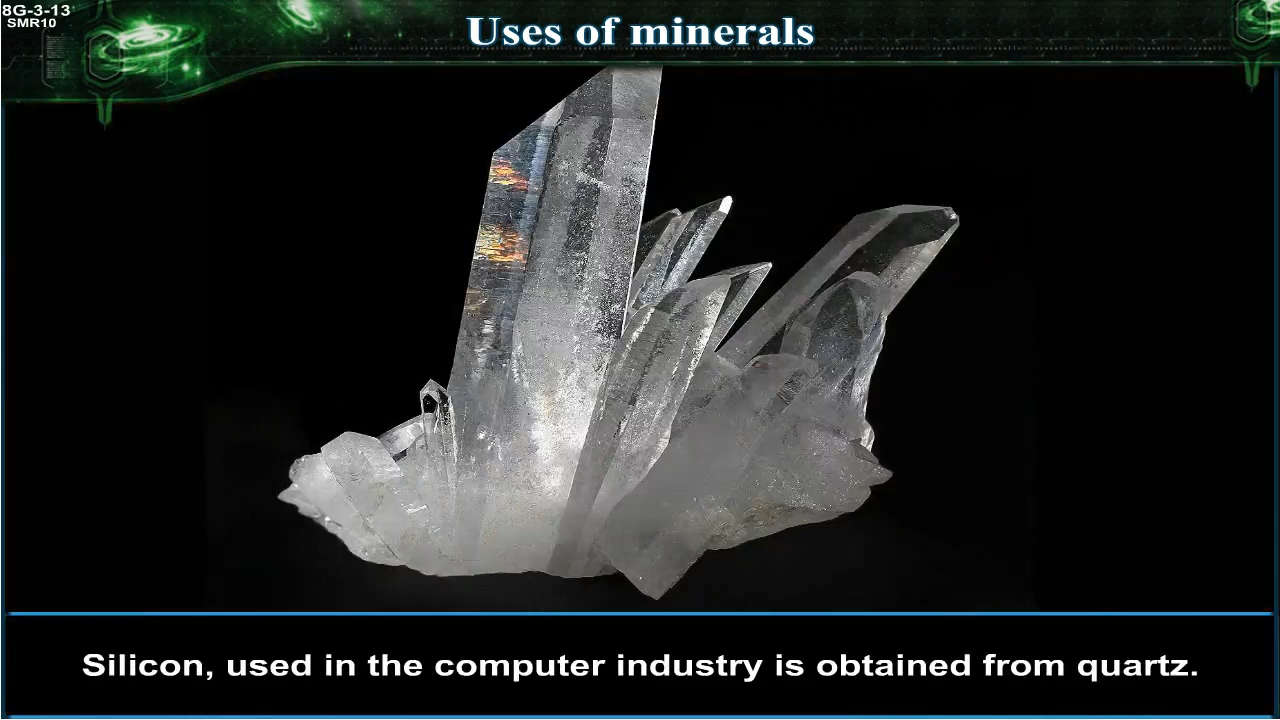 8G-3-13
SMR10
Uses of minerals
Silicon, used in the computer industry is obtained from quartz.